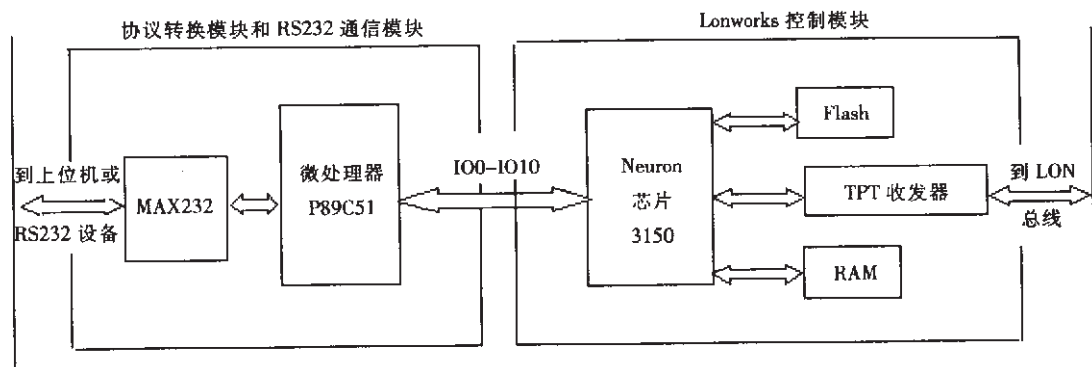 协议转换模块和 RS232 通信模块
Lonworks 控制模块
到上位机或
RS232 设备
MAX232
微处理器
P89C51
IO0-IO10
Neuron
芯片
3150
Flash
TPT 收发器
RAM
到 LON
总线